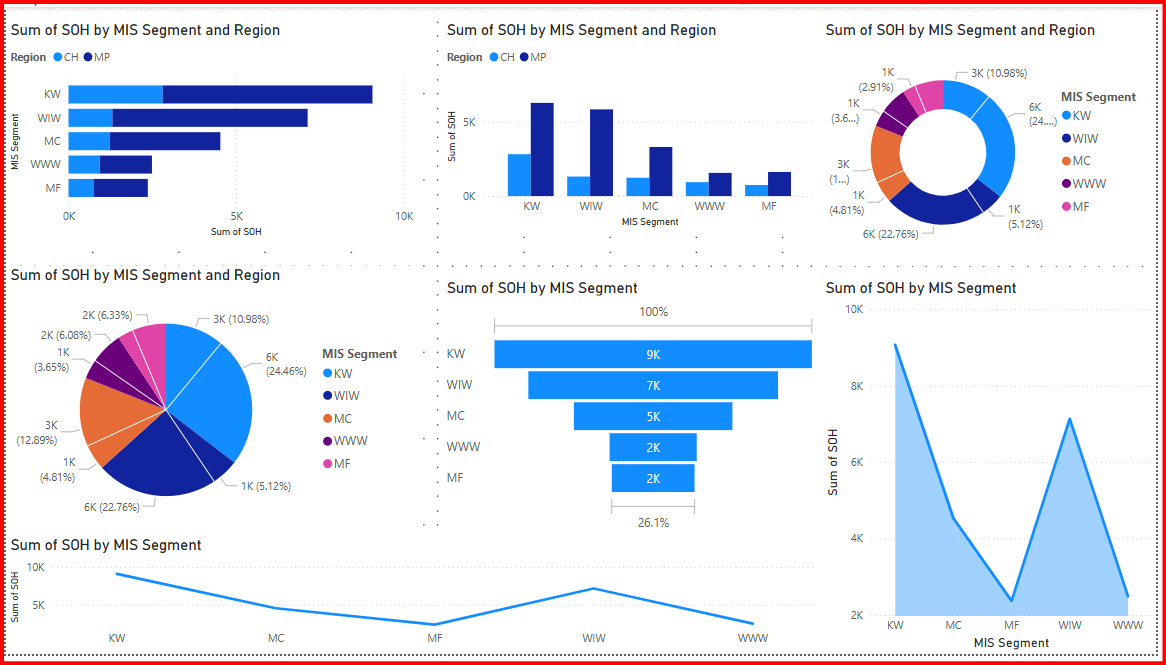 Sum of SOH by MIS Segment and Region
Region CH MP
MIS Segment
KW
WIW
MC
WWW
MF
0K 5K 10K
Sum of SOH
Sum of SOH by MIS Segment and Region
Region CH MP
Sum of SOH
5K
0K
KW WIW MC WWW MF
MIS Segment
Sum of SOH by MIS Segment and Region
1K
(2.91%)
3K (10.98%)
1K
(3.6...)
6K
(24....)
3K
(1...)
1K
(4.81%)
1K
(5.12%)
6K (22.76%)
MIS Segment
KW
WIW
MC
WWW
MF
Sum of SOH by MIS Segment and Region
2K (6.33%)
3K (10.98%)
2K (6.08%)
1K
(3.65%)
6K
(24.46%)
3K
(12.89%)
1K
(4.81%)
1K (5.12%)
6K (22.76%)
MIS Segment
KW
WIW
MC
WWW
MF
Sum of SOH by MIS Segment
100%
KW 9K
WIW 7K
MC 5K
WWW 2K
MF 2K
26.1%
Sum of SOH by MIS Segment
Sum of SOH
10K
8K
6K
4K
2K
KW MC MF WIW WWW
MIS Segment
Sum of SOH by MIS Segment
Sum of SOH
10K
5K
KW MC MF WIW WWW